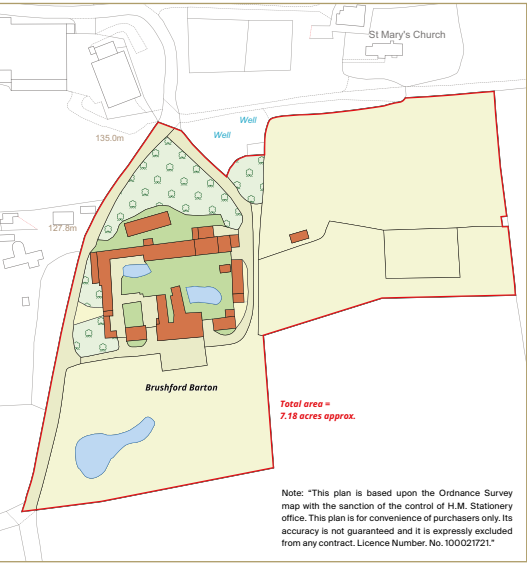 St Mary's Church
Well
Well
135.0m
127.8m
Brushford Barton
Total area =
7.18 acres approx.
Note: “This plan is based upon the Ordnance Survey
map with the sanction of the control of H.M. Stationery
office. This plan is for convenience of purchasers only. Its
accuracy is not guaranteed and it is expressly excluded
from any contract. Licence Number. No. 100021721.”